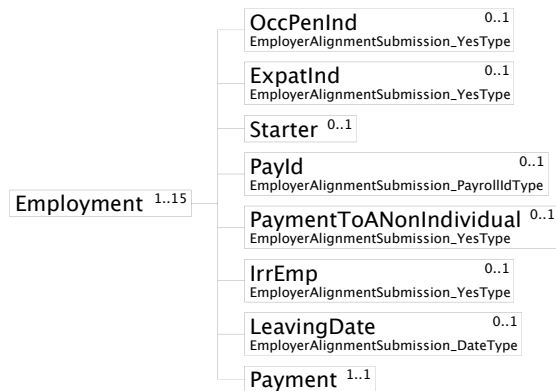 OccPenInd 0..1
EmployerAlignmentSubmission_YesType
ExpatInd 0..1
EmployerAlignmentSubmission_YesType
Starter 0..1
PayId 0..1
EmployerAlignmentSubmission_PayrollIdType
Employment 1..15
PaymentToANonIndividual 0..1
EmployerAlignmentSubmission_YesType
IrrEmp 0..1
EmployerAlignmentSubmission_YesType
LeavingDate 0..1
EmployerAlignmentSubmission_DateType
Payment 1..1